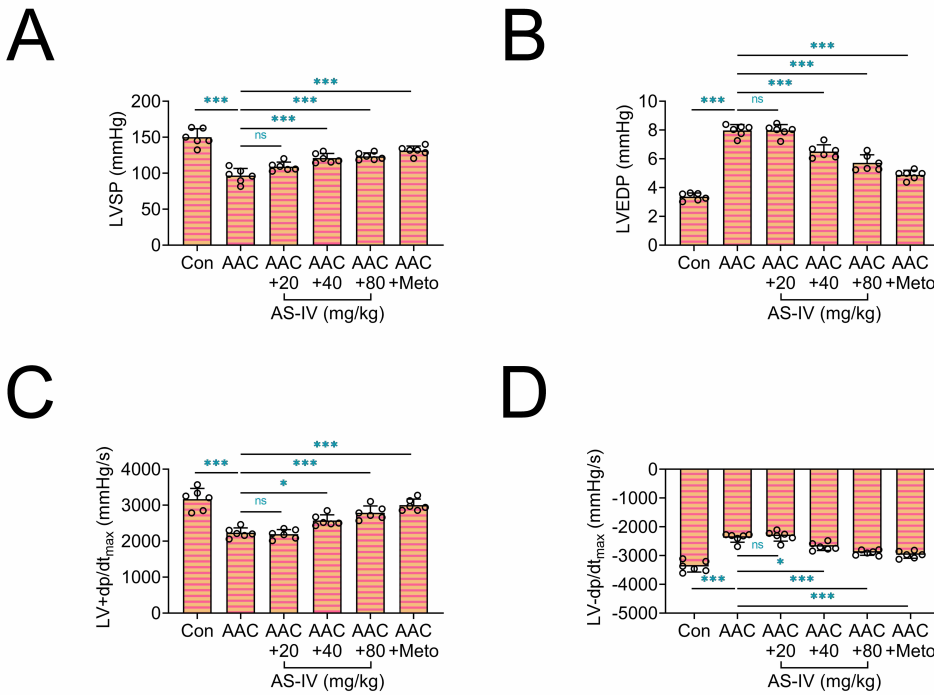 A
LVSP (mmHg)
200
150
100
50
0
***
ns
***
***
***
Con AAC AAC AAC AAC AAC
+20 +40 +80 +Meto
AS-IV (mg/kg)
B
LVEDP (mmHg)
10
8
6
4
2
0
***
ns
***
***
***
Con AAC AAC AAC AAC AAC
+20 +40 +80 +Meto
AS-IV (mg/kg)
C
LV+dp/dtmax (mmHg/s)
4000
3000
2000
1000
0
***
ns
*
***
***
Con AAC AAC AAC AAC AAC
+20 +40 +80 +Meto
AS-IV (mg/kg)
D
LV-dp/dtmax (mmHg/s)
0
-1000
-2000
-3000
-4000
-5000
ns
*
***
***
***
Con AAC AAC AAC AAC AAC
+20 +40 +80 +Meto
AS-IV (mg/kg)